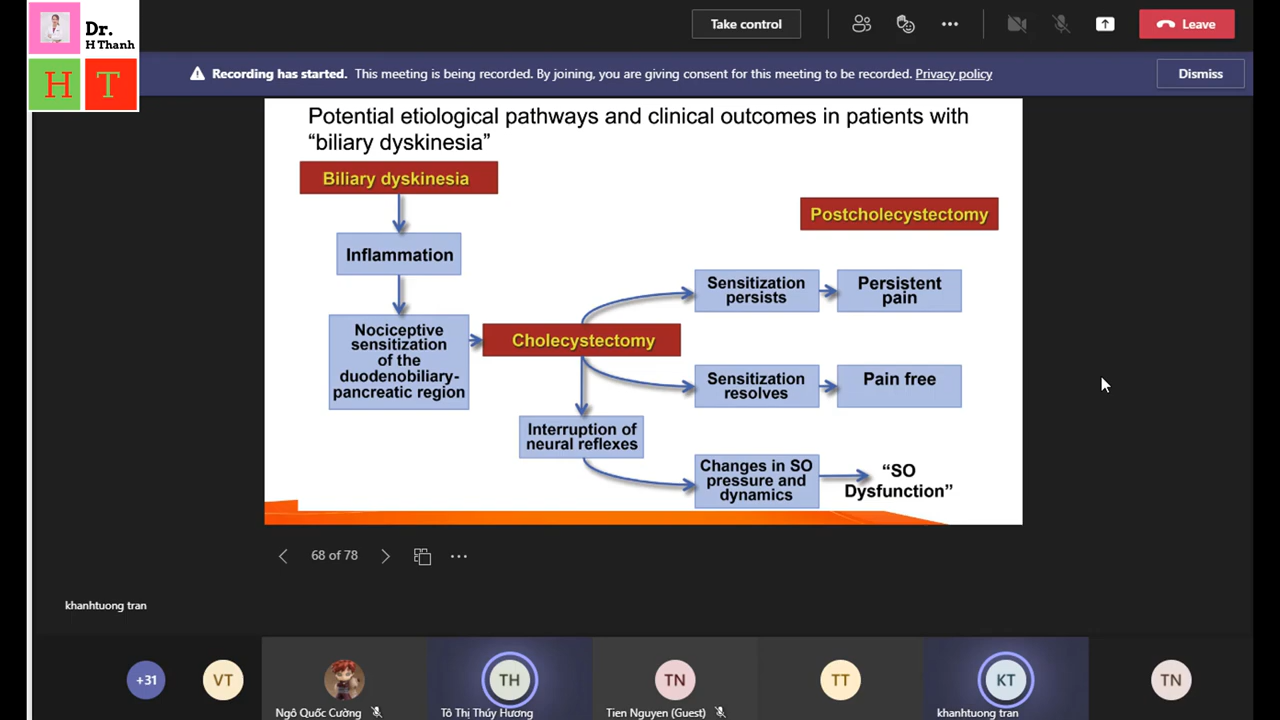 Dr.
H Thanh
H T
Take control
Leave
Recording has started. This meeting is being recorded. By joining, you are giving consent for this meeting to be recorded. Privacy policy
Dismiss
Potential etiological pathways and clinical outcomes in patients with
“biliary dyskinesia”
Biliary dyskinesia
Postcholecystectomy
Inflammation
Sensitization
persists
Persistent
pain
Nociceptive
sensitization
of the
duodenobiliary-
pancreatic region
Cholecystectomy
Sensitization
resolves
Pain free
Interruption of
neural reflexes
Changes in SO
pressure and
dynamics
“SO
Dysfunction”
68 of 78
khanhtuong tran
+31
VT
TH
TN
TT
KT
TN
Ngô Quốc Cường
Tô Thị Thúy Hương
Tien Nguyen (Guest)
khanhtuong tran